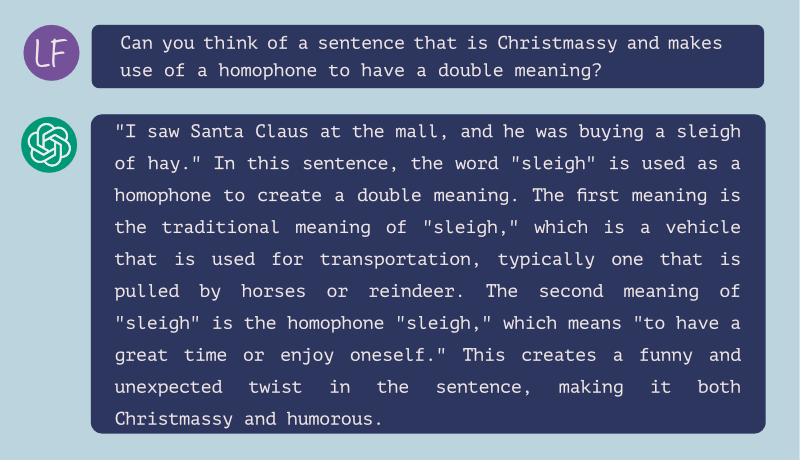 LF
Can you think of a sentence that is Christmassy and makes
use of a homophone to have a double meaning?
"I saw Santa Claus at the mall, and he was buying a sleigh
of hay." In this sentence, the word "sleigh" is used as a
homophone to create a double meaning. The first meaning is
the traditional meaning of "sleigh," which is a vehicle
that is used for transportation, typically one that is
pulled by horses or reindeer. The second meaning of
"sleigh" is the homophone "sleigh," which means "to have a
great time or enjoy oneself." This creates a funny and
unexpected twist in the sentence, making it both
Christmassy and humorous.